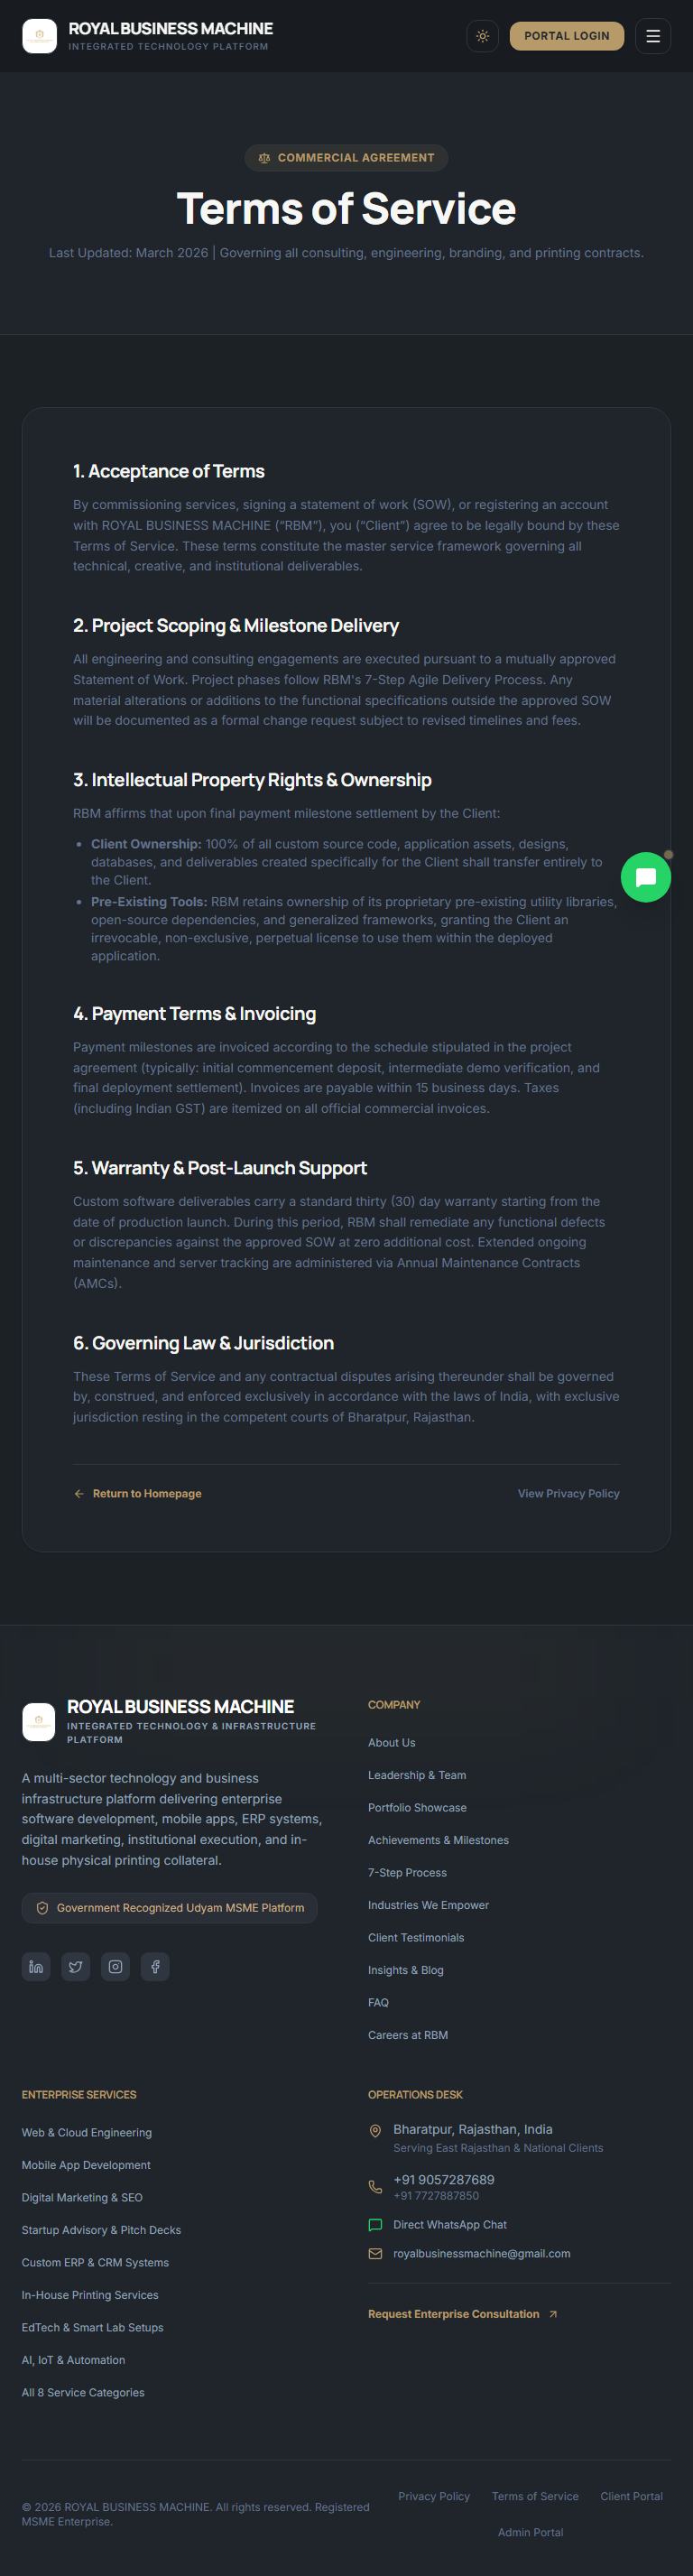 ROYAL BUSINESS MACHINE
INTEGRATED TECHNOLOGY PLATFORM
PORTAL LOGIN
COMMERCIAL AGREEMENT
Terms of Service
Last Updated: March 2026 | Governing all consulting, engineering, branding, and printing contracts.
1. Acceptance of Terms
By commissioning services, signing a statement of work (SOW), or registering an account
with ROYAL BUSINESS MACHINE (“RBM”), you (“Client”) agree to be legally bound by these
Terms of Service. These terms constitute the master service framework governing all
technical, creative, and institutional deliverables.
2. Project Scoping & Milestone Delivery
All engineering and consulting engagements are executed pursuant to a mutually approved
Statement of Work. Project phases follow RBM's 7-Step Agile Delivery Process. Any
material alterations or additions to the functional specifications outside the approved SOW
will be documented as a formal change request subject to revised timelines and fees.
3. Intellectual Property Rights & Ownership
RBM affirms that upon final payment milestone settlement by the Client:
• Client Ownership: 100% of all custom source code, application assets, designs,
databases, and deliverables created specifically for the Client shall transfer entirely to
the Client.
• Pre-Existing Tools: RBM retains ownership of its proprietary pre-existing utility libraries,
open-source dependencies, and generalized frameworks, granting the Client an
irrevocable, non-exclusive, perpetual license to use them within the deployed
application.
4. Payment Terms & Invoicing
Payment milestones are invoiced according to the schedule stipulated in the project
agreement (typically: initial commencement deposit, intermediate demo verification, and
final deployment settlement). Invoices are payable within 15 business days. Taxes
(including Indian GST) are itemized on all official commercial invoices.
5. Warranty & Post-Launch Support
Custom software deliverables carry a standard thirty (30) day warranty starting from the
date of production launch. During this period, RBM shall remediate any functional defects
or discrepancies against the approved SOW at zero additional cost. Extended ongoing
maintenance and server tracking are administered via Annual Maintenance Contracts
(AMCs).
6. Governing Law & Jurisdiction
These Terms of Service and any contractual disputes arising thereunder shall be governed
by, construed, and enforced exclusively in accordance with the laws of India, with exclusive
jurisdiction resting in the competent courts of Bharatpur, Rajasthan.
Return to Homepage
View Privacy Policy
ROYAL BUSINESS MACHINE
INTEGRATED TECHNOLOGY & INFRASTRUCTURE
PLATFORM
A multi-sector technology and business
infrastructure platform delivering enterprise
software development, mobile apps, ERP systems,
digital marketing, institutional execution, and in-
house physical printing collateral.
Government Recognized Udyam MSME Platform
COMPANY
About Us
Leadership & Team
Portfolio Showcase
Achievements & Milestones
7-Step Process
Industries We Empower
Client Testimonials
Insights & Blog
FAQ
Careers at RBM
ENTERPRISE SERVICES
Web & Cloud Engineering
Mobile App Development
Digital Marketing & SEO
Startup Advisory & Pitch Decks
Custom ERP & CRM Systems
In-House Printing Services
EdTech & Smart Lab Setups
AI, IoT & Automation
All 8 Service Categories
OPERATIONS DESK
Bharatpur, Rajasthan, India
Serving East Rajasthan & National Clients
+91 9057287689
+91 7727887850
Direct WhatsApp Chat
royalbusinessmachine@gmail.com
Request Enterprise Consultation
© 2026 ROYAL BUSINESS MACHINE. All rights reserved. Registered
MSME Enterprise.
Privacy Policy
Terms of Service
Client Portal
Admin Portal